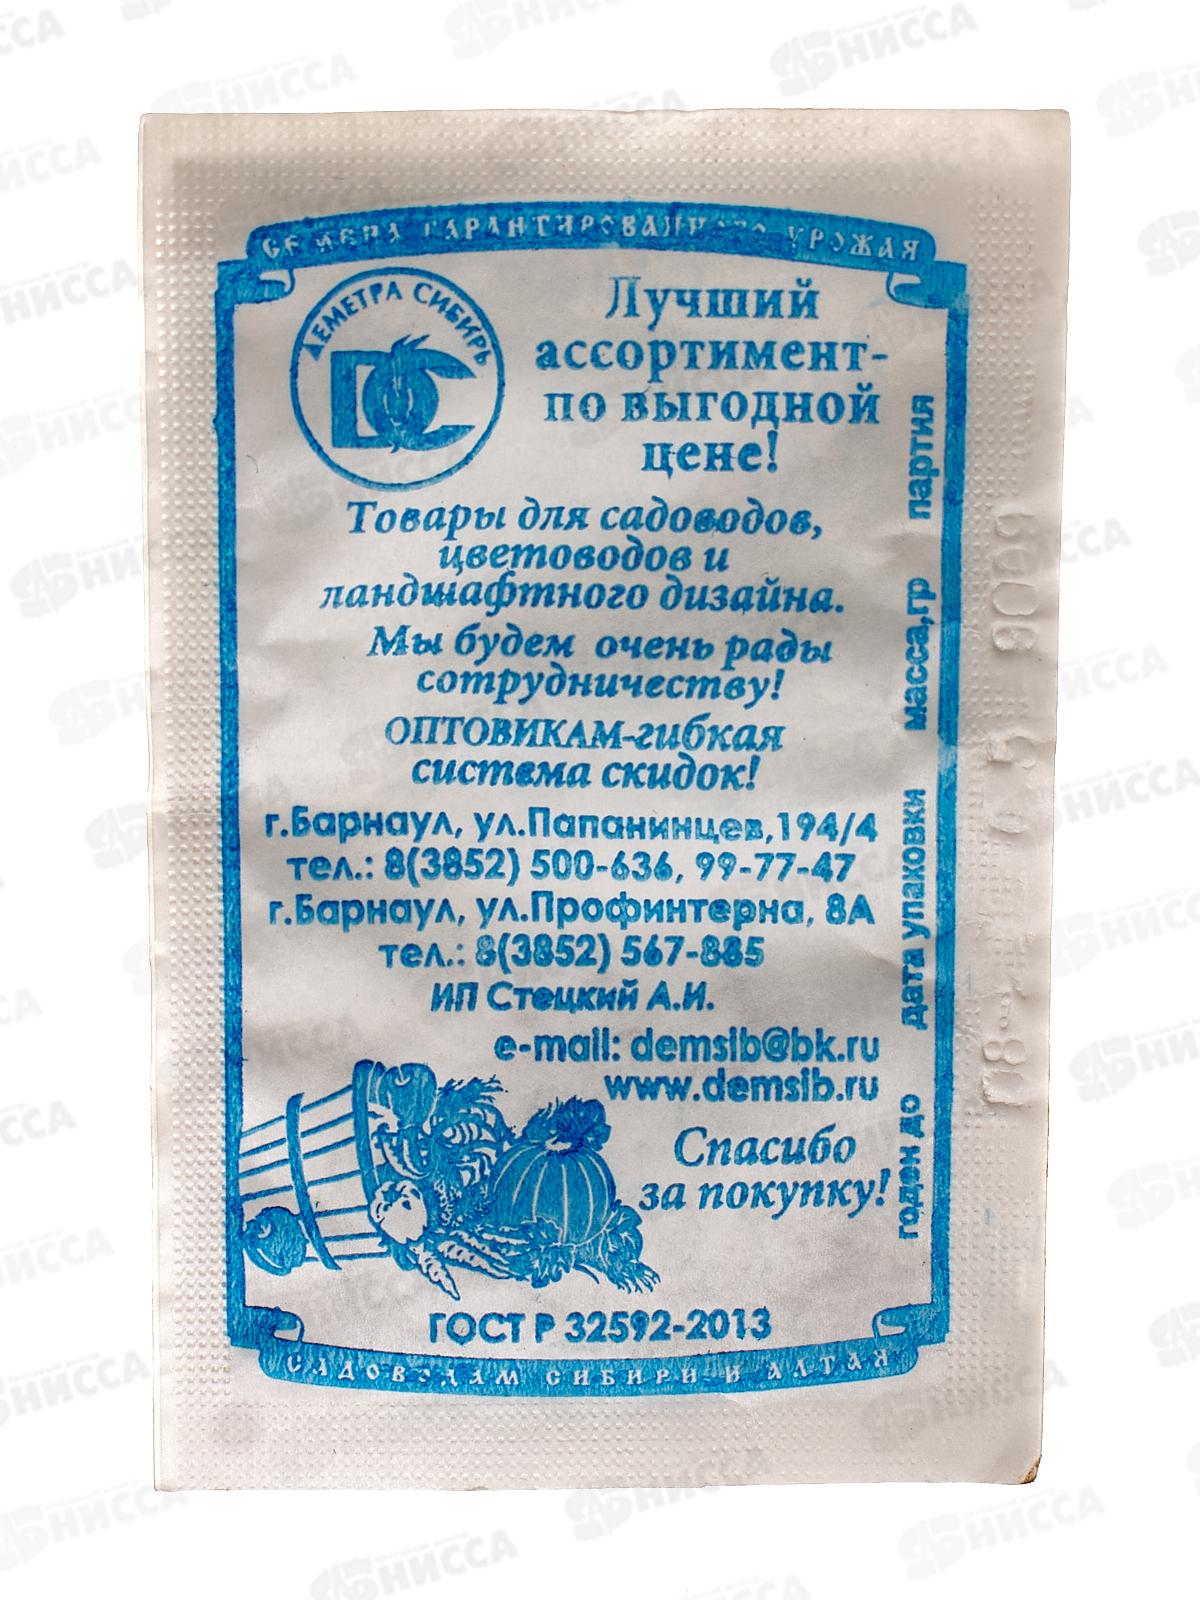 СЕМЕНА ГАРАНТИРОВАННОГО УРОЖАЯ
ДЕМЕТРА СИБИРЬ
DC
Лучший
ассортимент-
по выгодной
цене!
Товары для садоводов,
цветоводов и
ландшафтного дизайна.
Мы будем очень рады
сотрудничеству!
ОПТОВИКАМ-гибкая
система скидок!
г.Барнаул, ул.Папанинцев,194/4
тел.: 8(3852) 500-636, 99-77-47
г.Барнаул, ул.Профинтерна, 8А
тел.: 8(3852) 567-885
ИП Стецкий А.И.
e-mail: demsib@bk.ru
www.demsib.ru
Спасибо
за покупку!
ГОСТ Р 32592-2013
САДОВОДАМ СИБИРИ И АЛТАЯ
годен до дата упаковки масса,гр партия
НИССА